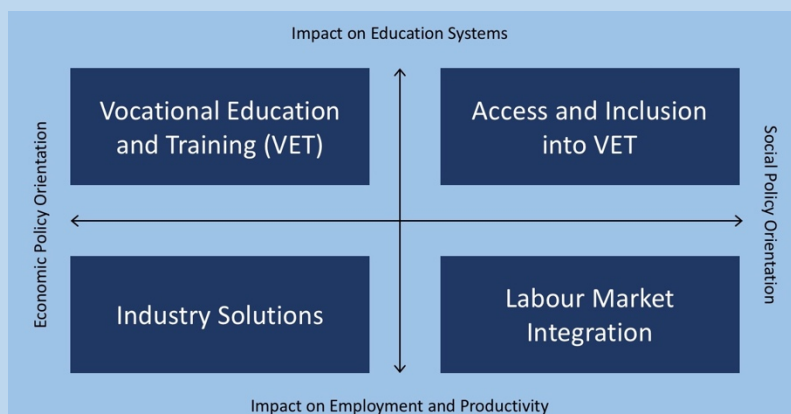 Impact on Education Systems
Vocational Education
and Training (VET)
Access and Inclusion
into VET
Economic Policy Orientation
Social Policy Orientation
Industry Solutions
Labour Market
Integration
Impact on Employment and Productivity